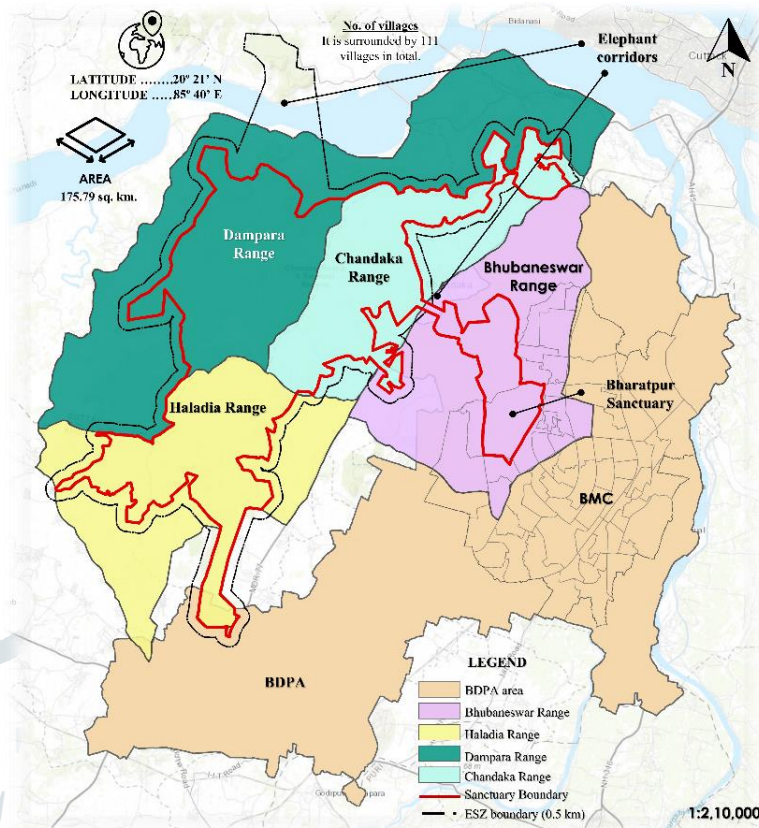 No. of villages
It is surrounded by 111
villages in total.
Elephant
corridors
Bidanasi
Cuttack
N
LATITUDE ........20° 21' N
LONGITUDE .....85° 40' E
AREA
175.79 sq. km.
Dampara
Range
Chandaka
Range
Bhubaneswar
Range
Haladia Range
Bharatpur
Sanctuary
BMC
BDPA
LEGEND
BDPA area
Bhubaneswar Range
Haladia Range
Dampara Range
Chandaka Range
Sanctuary Boundary
ESZ boundary (0.5 km)
1:2,10,000